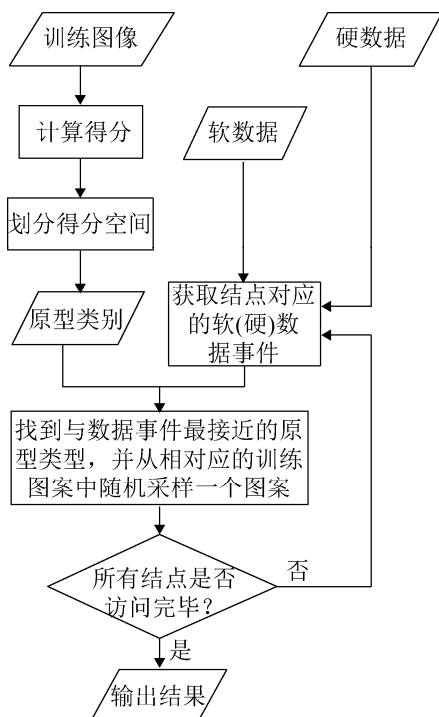 训练图像
硬数据
计算得分
软数据
划分得分空间
原型类别
获取结点对应
的软(硬)数
据事件
找到与数据事件最接近的原
型类型，并从相对应的训练
图案中随机采样一个图案
所有结点是否
访问完毕？
否
是
输出结果